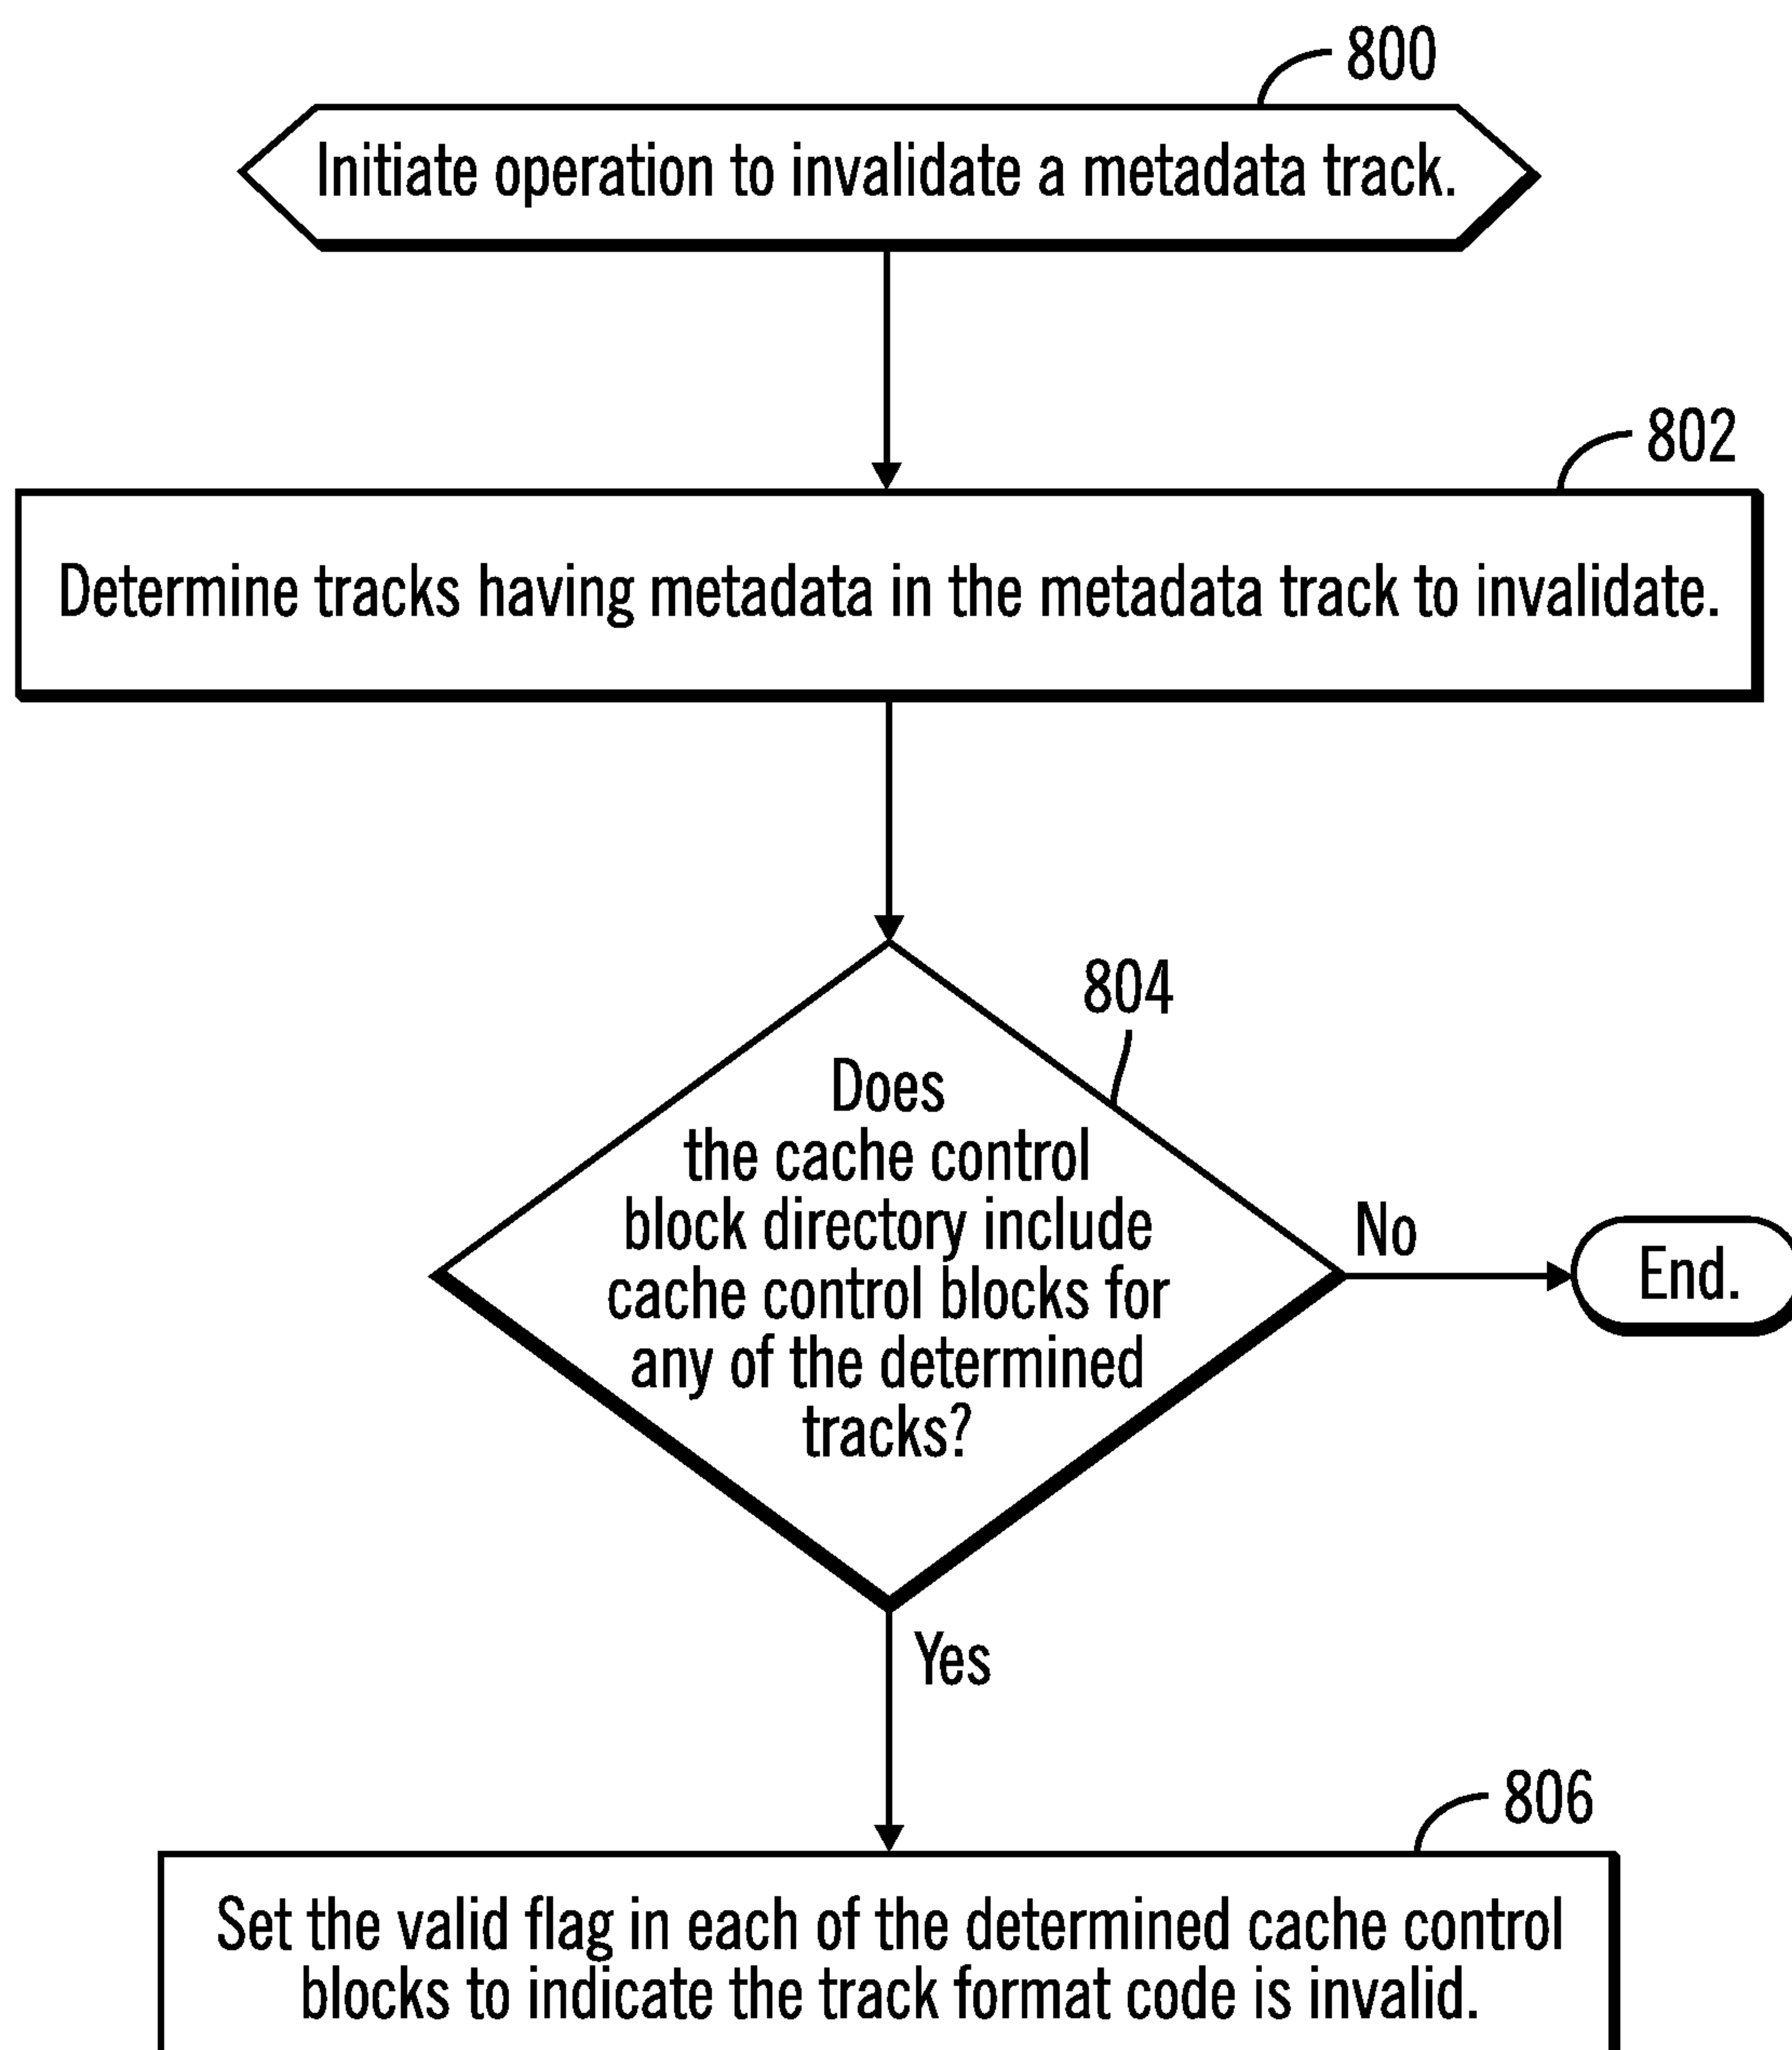 800
Initiate operation to invalidate a metadata track.
802
Determine tracks having metadata in the metadata track to invalidate.
804
Does
the cache control
block directory include
cache control blocks for
any of the determined
tracks?
No
End.
Yes
806
Set the valid flag in each of the determined cache control
blocks to indicate the track format code is invalid.